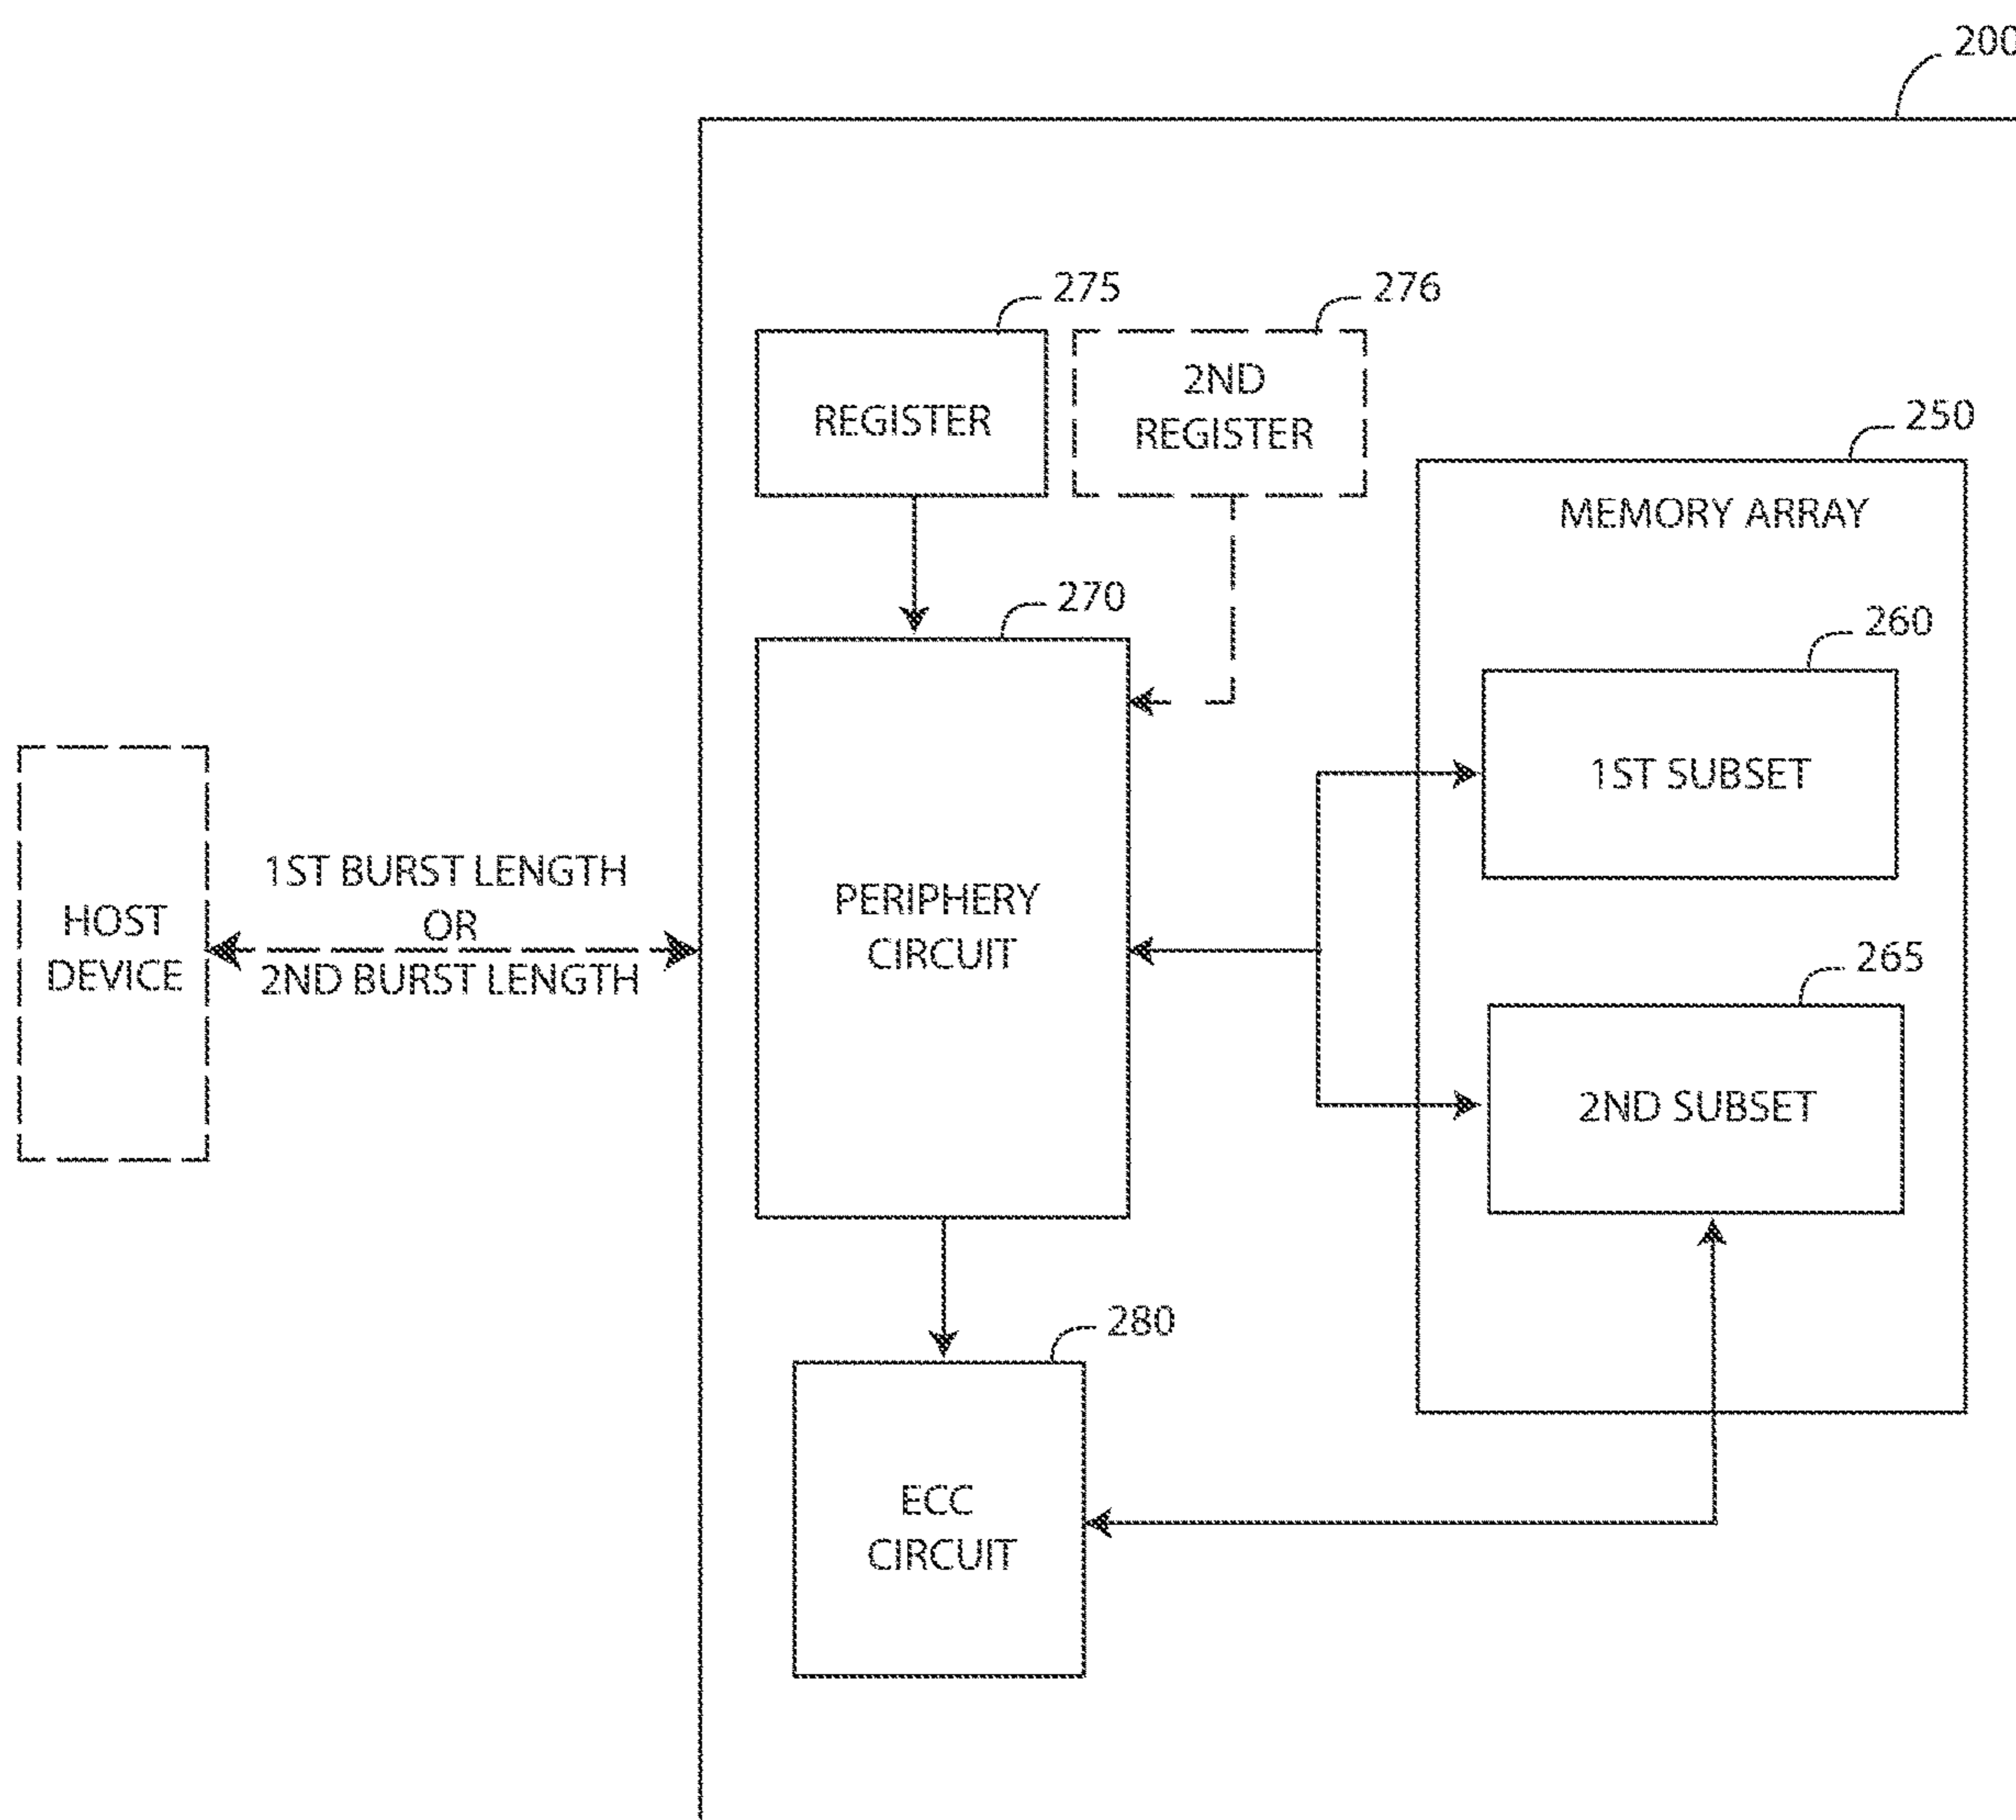 200
275
276
REGISTER
2ND
REGISTER
250
MEMORY ARRAY
270
260
1ST SUBSET
PERIPHERY
CIRCUIT
HOST
DEVICE
1ST BURST LENGTH
OR
2ND BURST LENGTH
265
2ND SUBSET
280
ECC
CIRCUIT